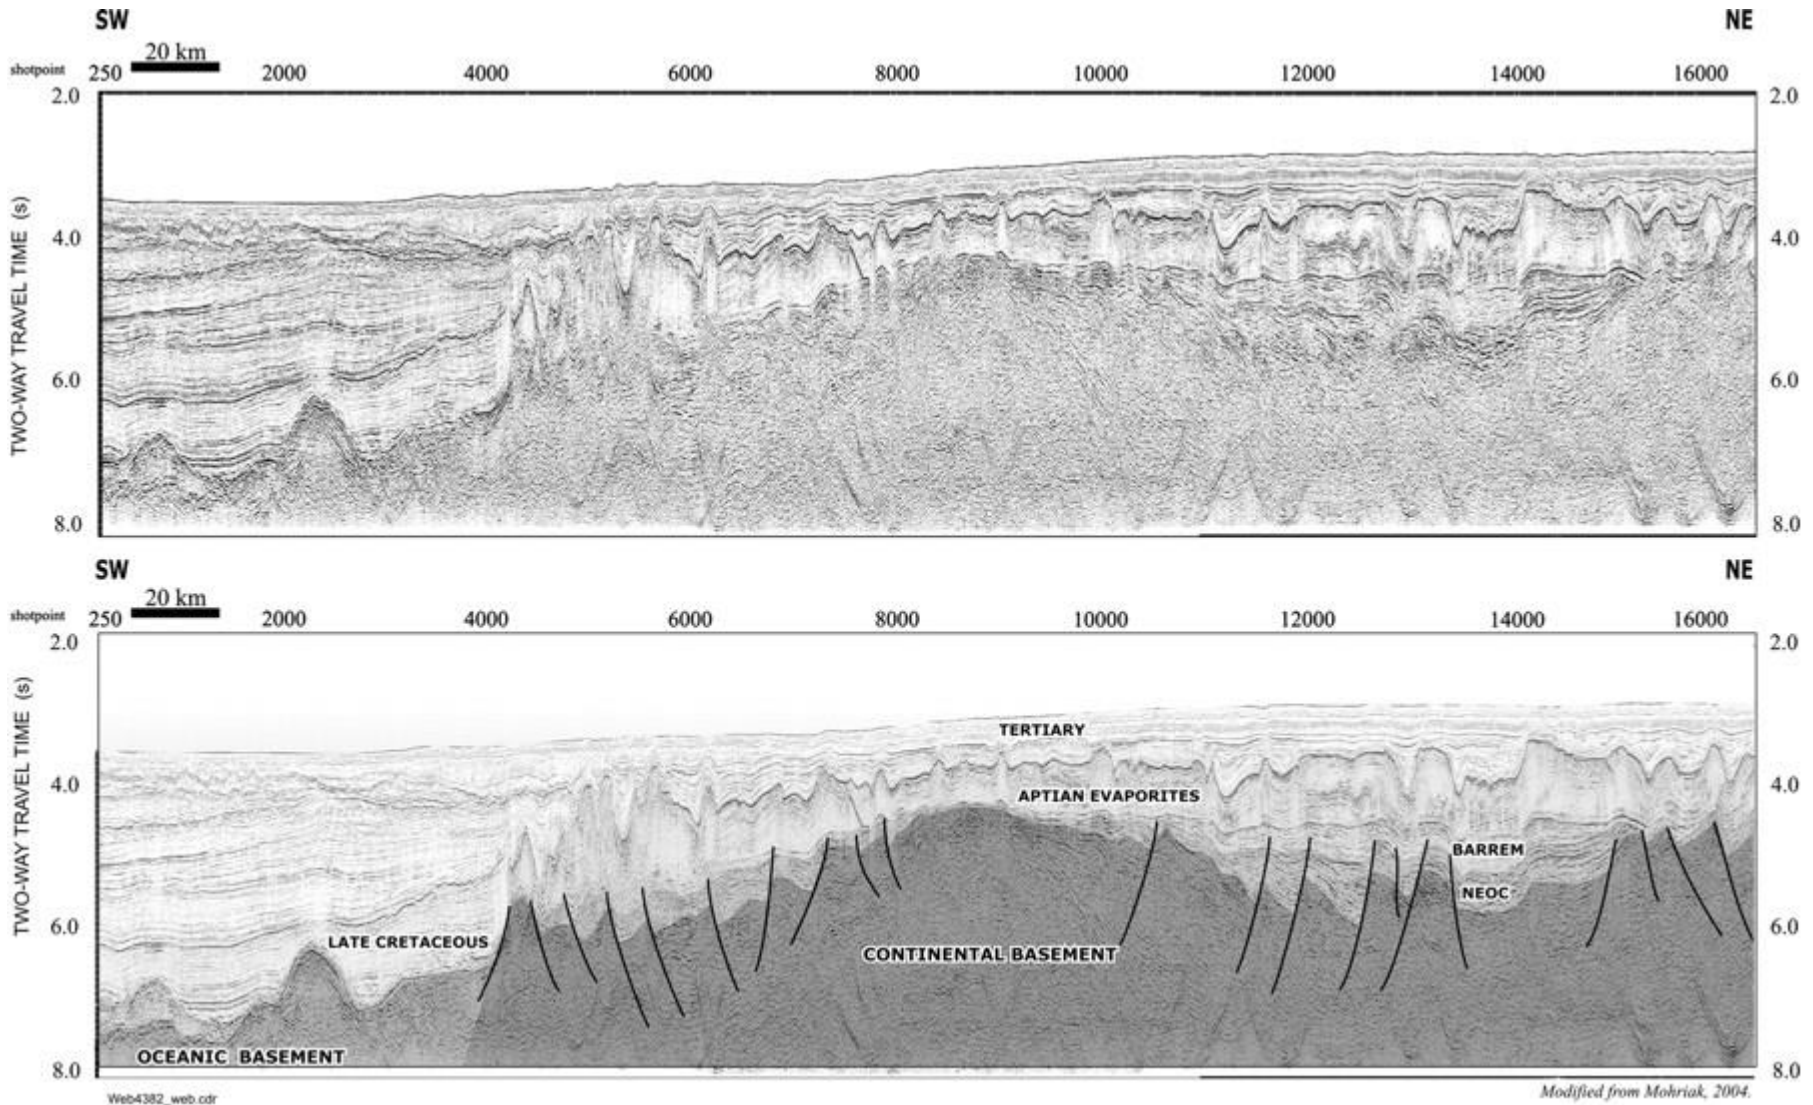 SW NE
20 km
shotpoint 250 2000 4000 6000 8000 10000 12000 14000 16000
2.0 2.0
4.0 4.0
6.0 6.0
8.0 8.0
TWO-WAY TRAVEL TIME (s)
SW NE
20 km
shotpoint 250 2000 4000 6000 8000 10000 12000 14000 16000
2.0 2.0
TERTIARY
4.0 4.0
APTIAN EVAPORITES
BARREM
NEOC
6.0 6.0
LATE CRETACEOUS
CONTINENTAL BASEMENT
OCEANIC BASEMENT
8.0 8.0
TWO-WAY TRAVEL TIME (s)
Web4382_web.cdr
Modified from Mohriak, 2004.